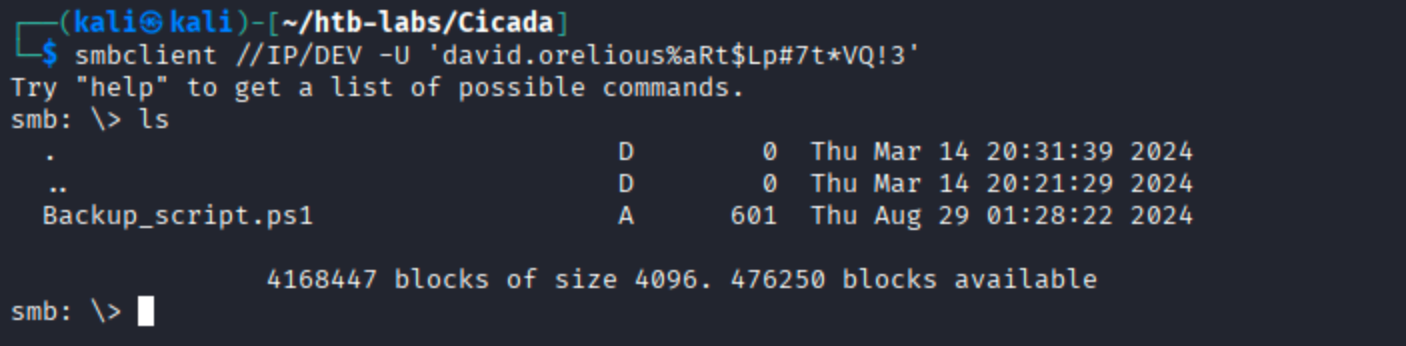 ┌──(kali㉿kali)-[~/htb-labs/Cicada]
└─$ smbclient //IP/DEV -U 'david.orelious%aRt$Lp#7t*VQ!3'
Try "help" to get a list of possible commands.
smb: \> ls
  .                                   D        0  Thu Mar 14 20:31:39 2024
  ..                                  D        0  Thu Mar 14 20:21:29 2024
  Backup_script.ps1                   A      601  Thu Aug 29 01:28:22 2024
                4168447 blocks of size 4096. 476250 blocks available
smb: \>